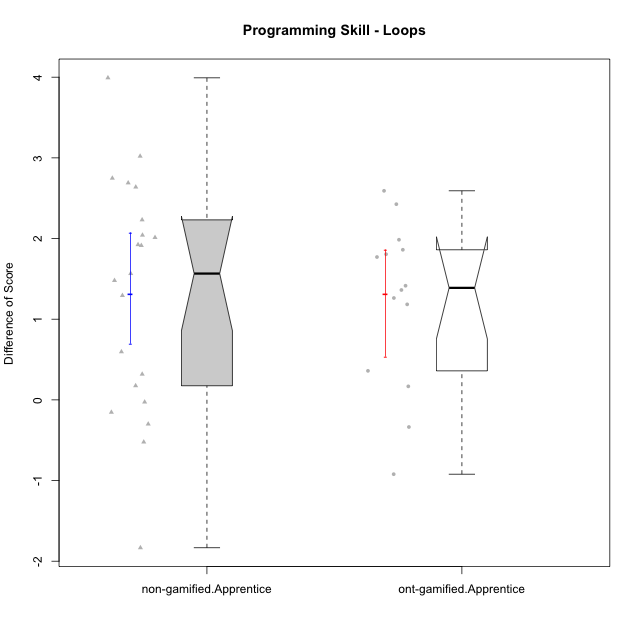 Programming Skill - Loops
Difference of Score
4
3
2
1
0
-1
-2
non-gamified.Apprentice
ont-gamified.Apprentice